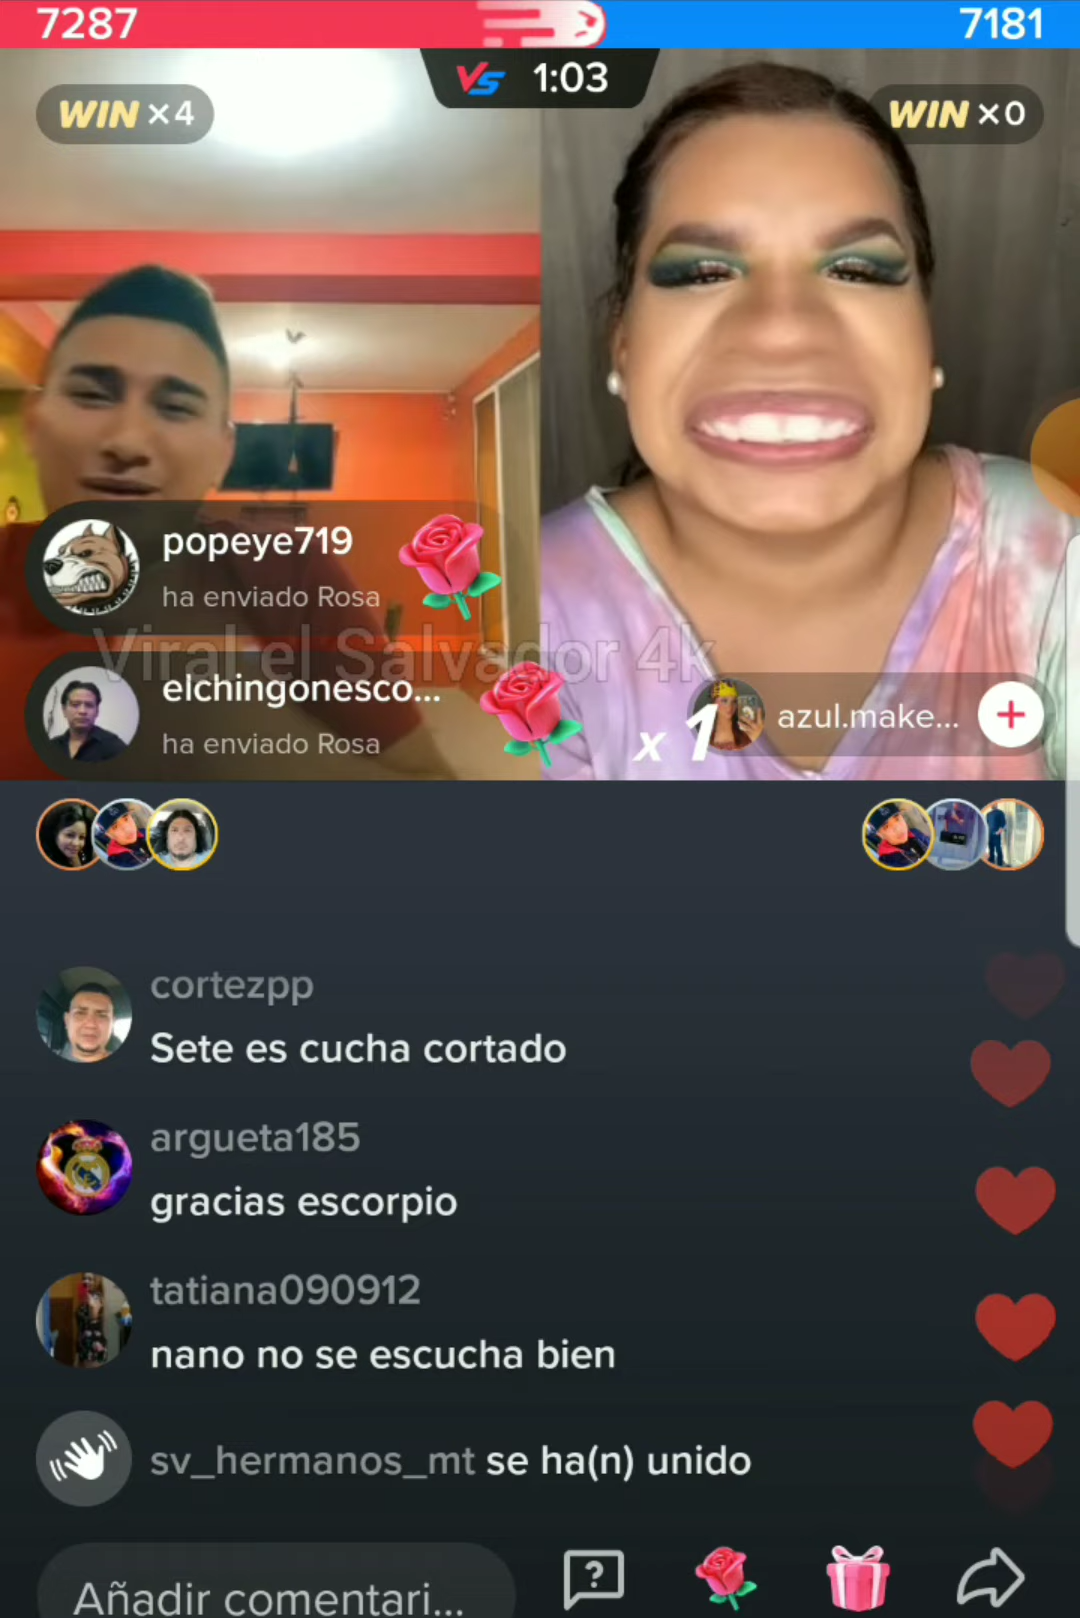 7287
7181
VS 1:03
WIN ×4
WIN ×0
popeye719
ha enviado Rosa
Viral el Salvador 4k
elchingonesco...
ha enviado Rosa
x 1
azul.make...
cortezpp
Sete es cucha cortado
argueta185
gracias escorpio
tatiana090912
nano no se escucha bien
sv_hermanos_mt se ha(n) unido
Añadir comentari...